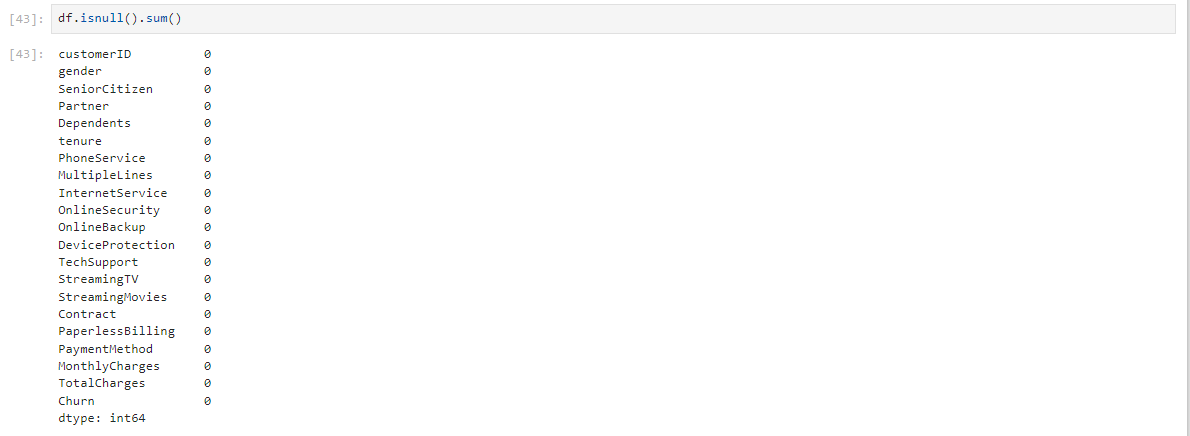 [43]: df.isnull().sum()
[43]: customerID 0
gender 0
SeniorCitizen 0
Partner 0
Dependents 0
tenure 0
PhoneService 0
MultipleLines 0
InternetService 0
OnlineSecurity 0
OnlineBackup 0
DeviceProtection 0
TechSupport 0
StreamingTV 0
StreamingMovies 0
Contract 0
PaperlessBilling 0
PaymentMethod 0
MonthlyCharges 0
TotalCharges 0
Churn 0
dtype: int64